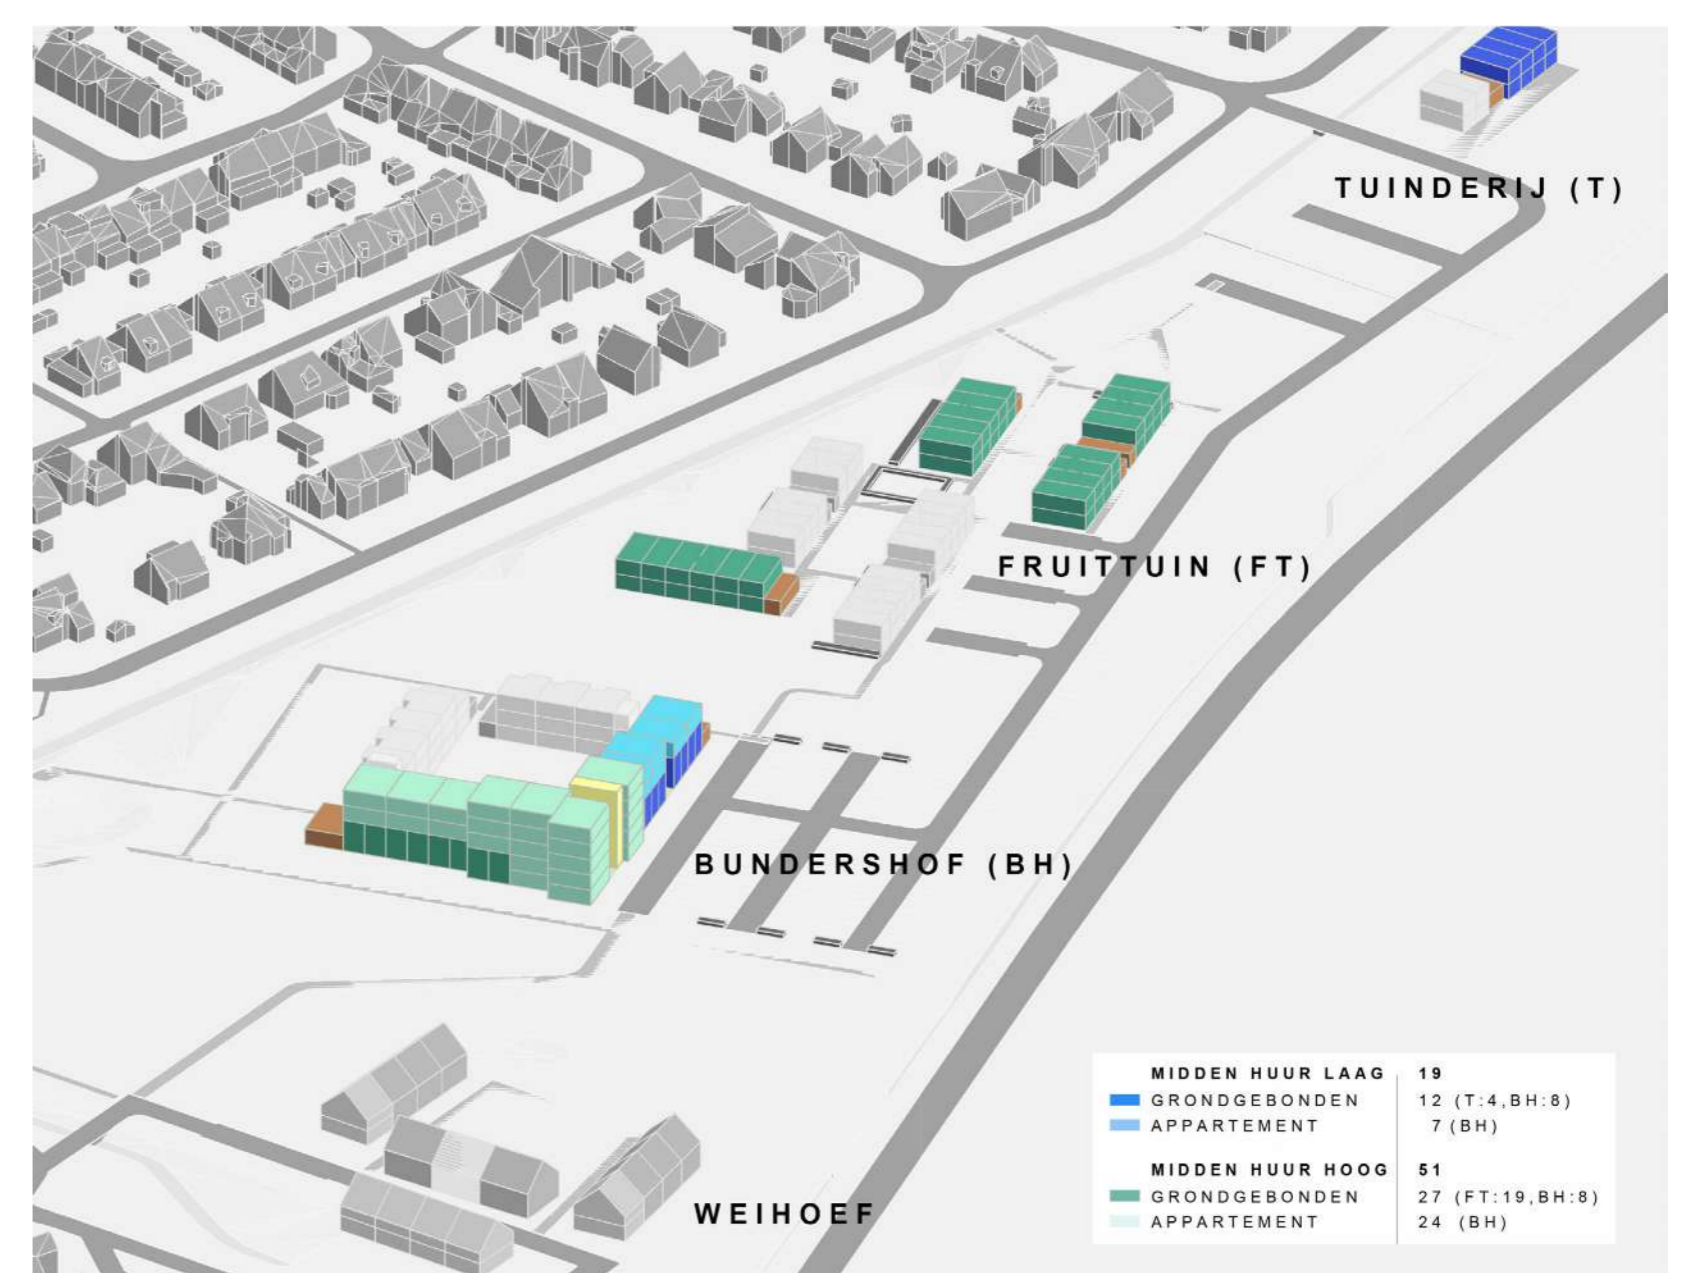 TUINDERIJ (T)
FRUITTUIN (FT)
BUNDERSHOF (BH)
WEIHOEF
MIDDEN HUUR LAAG 19
GRONDGEBONDEN 12 (T:4,BH:8)
APPARTEMENT 7 (BH)
MIDDEN HUUR HOOG 51
GRONDGEBONDEN 27 (FT:19,BH:8)
APPARTEMENT 24 (BH)